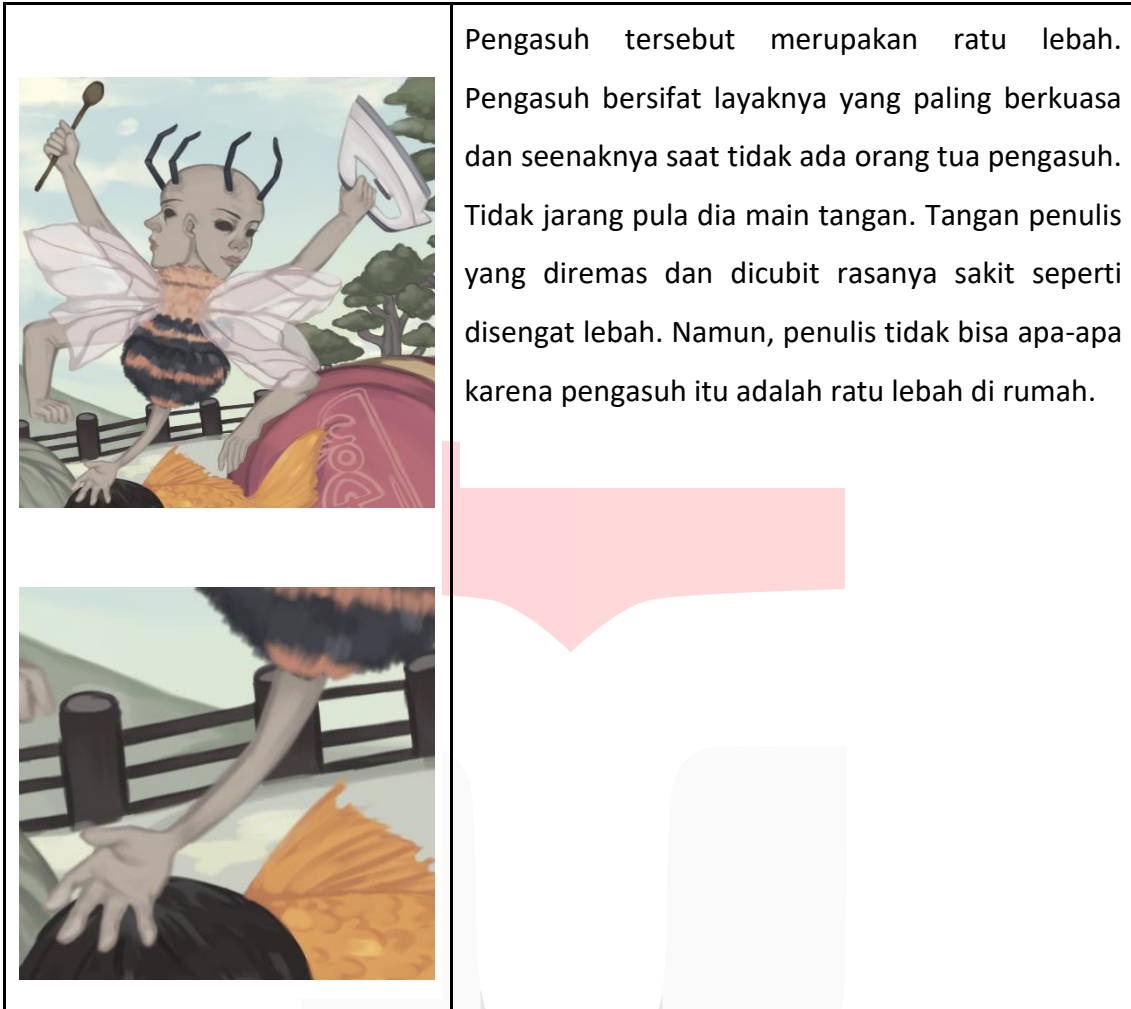 Pengasuh tersebut merupakan ratu lebah.
Pengasuh bersifat layaknya yang paling berkuasa
dan seenaknya saat tidak ada orang tua pengasuh.
Tidak jarang pula dia main tangan. Tangan penulis
yang diremas dan dicubit rasanya sakit seperti
disengat lebah. Namun, penulis tidak bisa apa-apa
karena pengasuh itu adalah ratu lebah di rumah.